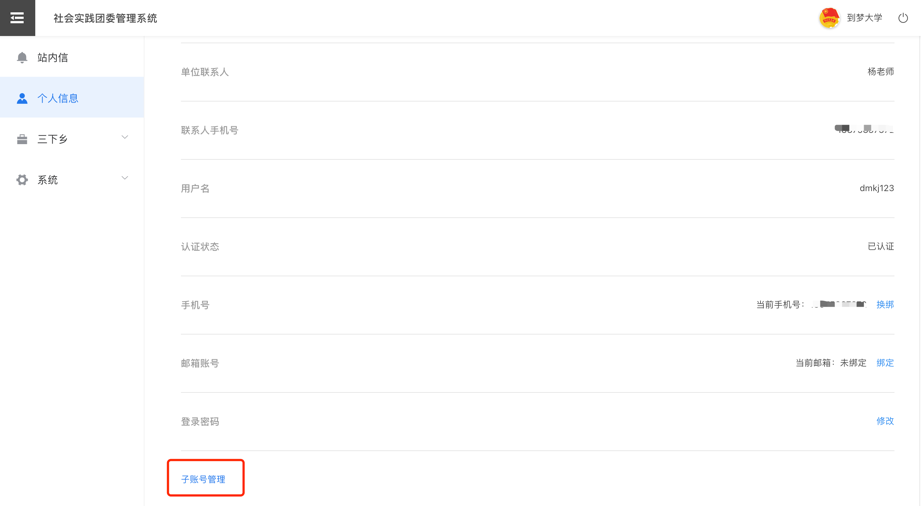 社会实践团委管理系统
到梦大学
站内信
个人信息
三下乡
系统
单位联系人 杨老师
联系人手机号
用户名 dmkj123
认证状态 已认证
手机号 当前手机号： 换绑
邮箱账号 当前邮箱：未绑定 绑定
登录密码 修改
子账号管理